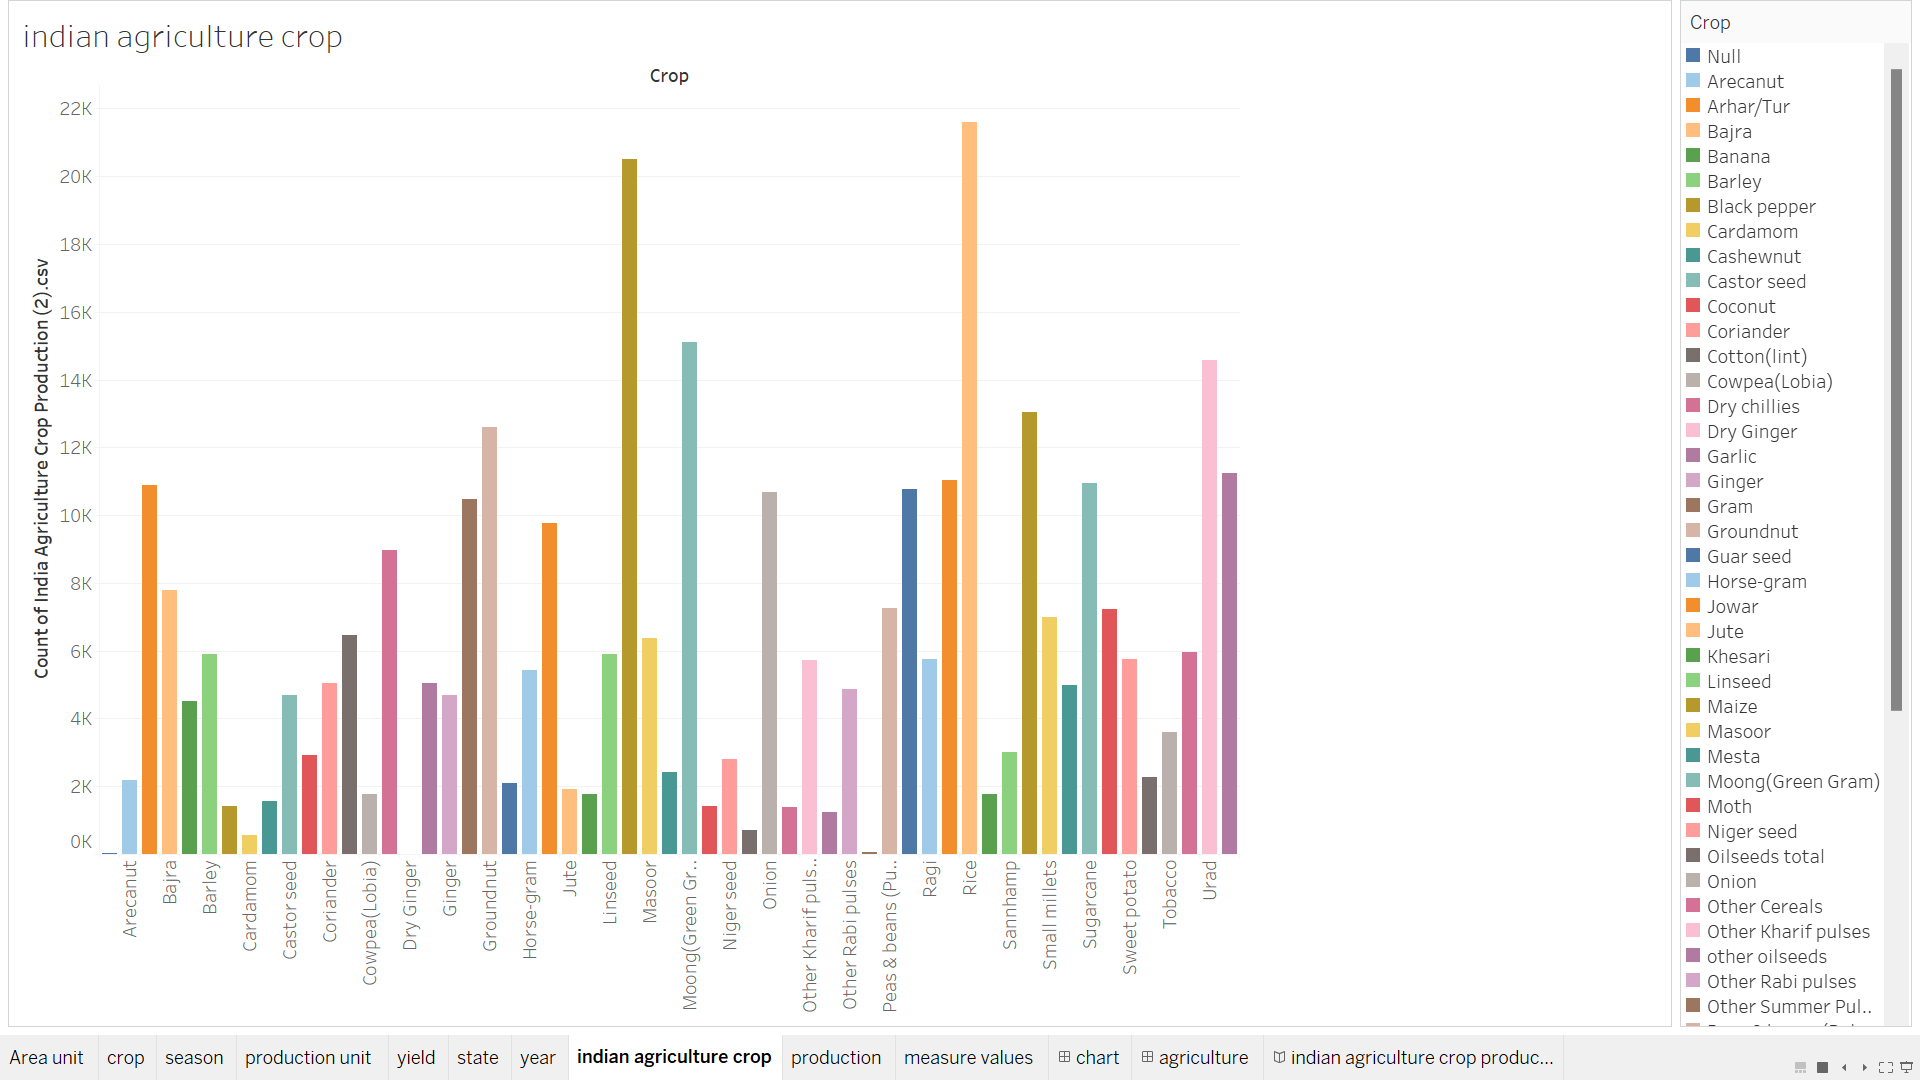 indian agriculture crop
Crop
22K
20K
18K
16K
14K
12K
10K
8K
6K
4K
2K
0K
Count of India Agriculture Crop Production (2).csv
Arecanut
Bajra
Barley
Cardamom
Castor seed
Coriander
Cowpea(Lobia)
Dry Ginger
Ginger
Groundnut
Horse-gram
Jute
Linseed
Masoor
Moong(Green Gr..
Niger seed
Onion
Other Kharif puls..
Other Rabi pulses
Peas & beans (Pu..
Ragi
Rice
Sannhamp
Small millets
Sugarcane
Sweet potato
Tobacco
Urad
Crop
Null
Arecanut
Arhar/Tur
Bajra
Banana
Barley
Black pepper
Cardamom
Cashewnut
Castor seed
Coconut
Coriander
Cotton(lint)
Cowpea(Lobia)
Dry chillies
Dry Ginger
Garlic
Ginger
Gram
Groundnut
Guar seed
Horse-gram
Jowar
Jute
Khesari
Linseed
Maize
Masoor
Mesta
Moong(Green Gram)
Moth
Niger seed
Oilseeds total
Onion
Other Cereals
Other Kharif pulses
other oilseeds
Other Rabi pulses
Other Summer Pul..
Area unit crop season production unit yield state year indian agriculture crop production measure values chart agriculture indian agriculture crop produc...